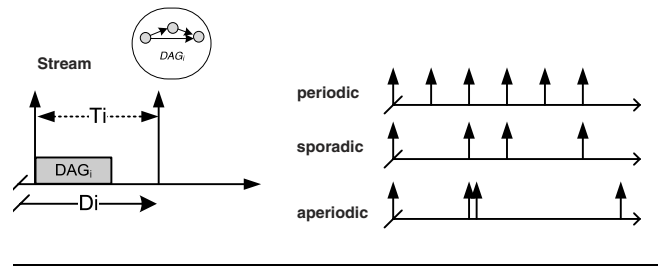 DAGi
Stream
Ti
DAGi
Di
periodic
sporadic
aperiodic